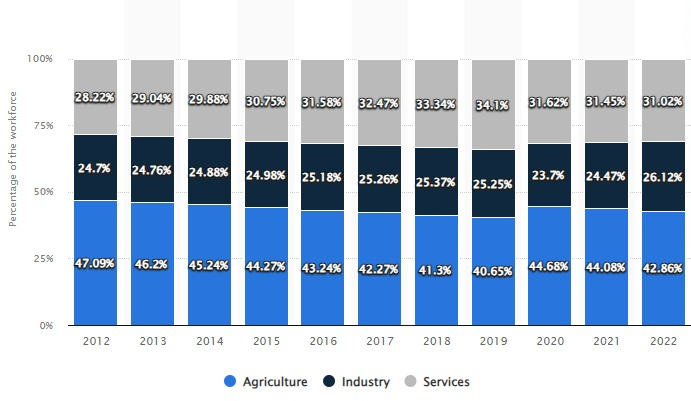 100%
75%
50%
25%
0%
Percentage of the workforce
28.22% 29.04% 29.88% 30.75% 31.58% 32.47% 33.34% 34.1% 31.62% 31.45% 31.02%
24.7% 24.76% 24.88% 24.98% 25.18% 25.26% 25.37% 25.25% 23.7% 24.47% 26.12%
47.09% 46.2% 45.24% 44.27% 43.24% 42.27% 41.3% 40.65% 44.68% 44.08% 42.86%
2012 2013 2014 2015 2016 2017 2018 2019 2020 2021 2022
Agriculture Industry Services